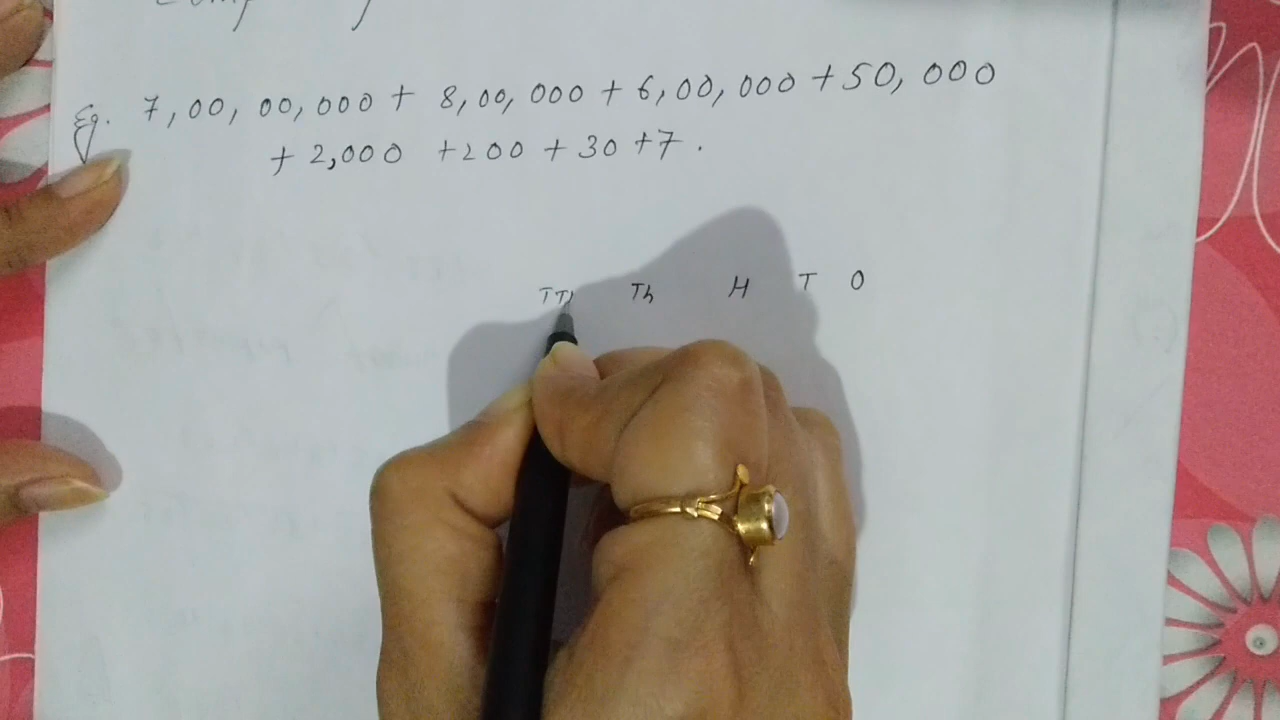 Eg. 7,00,00,000 + 8,00,000 + 6,00,000 + 50,000
+ 2,000 + 200 + 30 + 7.
TTh Th H T O